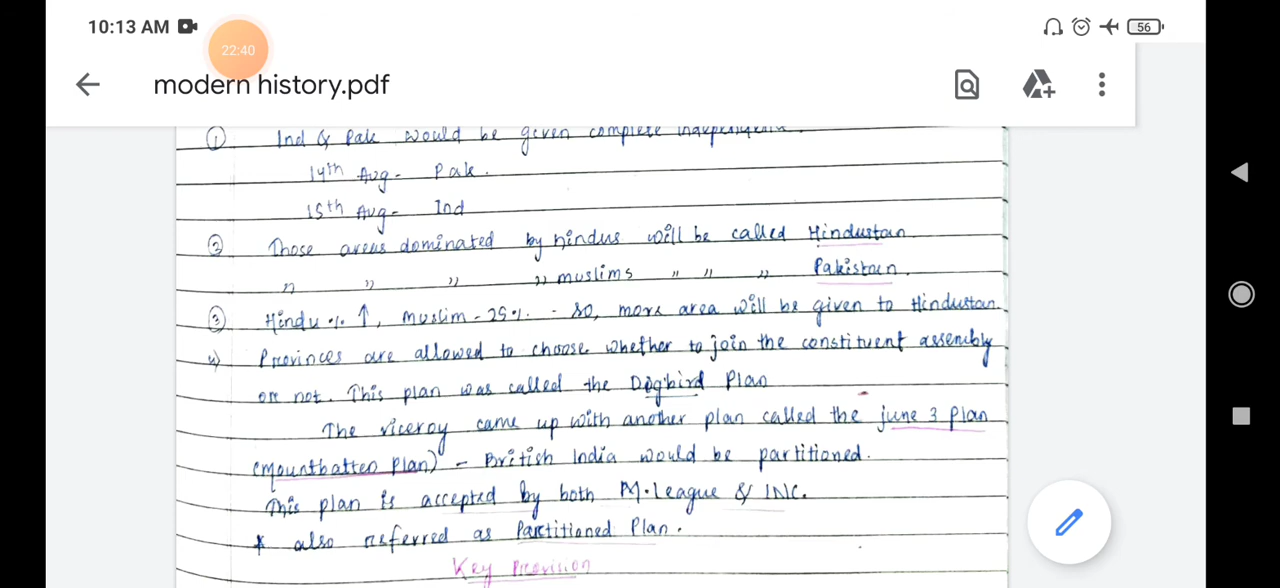 10:13 AM
56
22:40
modern history.pdf
① Ind & Pak would be given complete
14th Aug- Pak.
15th Aug- Ind
② Those areas dominated by hindus will be called Hindustan.
" " " " muslims " " " Pakistan.
③ Hindu % ↑, muslim - 25% - so, more area will be given to Hindustan.
4) Provinces are allowed to choose whether to join the constituent assembly
or not. This plan was called the Dogbird Plan
The viceroy came up with another plan called the june 3 plan
(Mountbatten Plan) - British India would be partitioned.
This plan is accepted by both M.league & INC.
* also referred as Partitioned Plan.
Key Provision